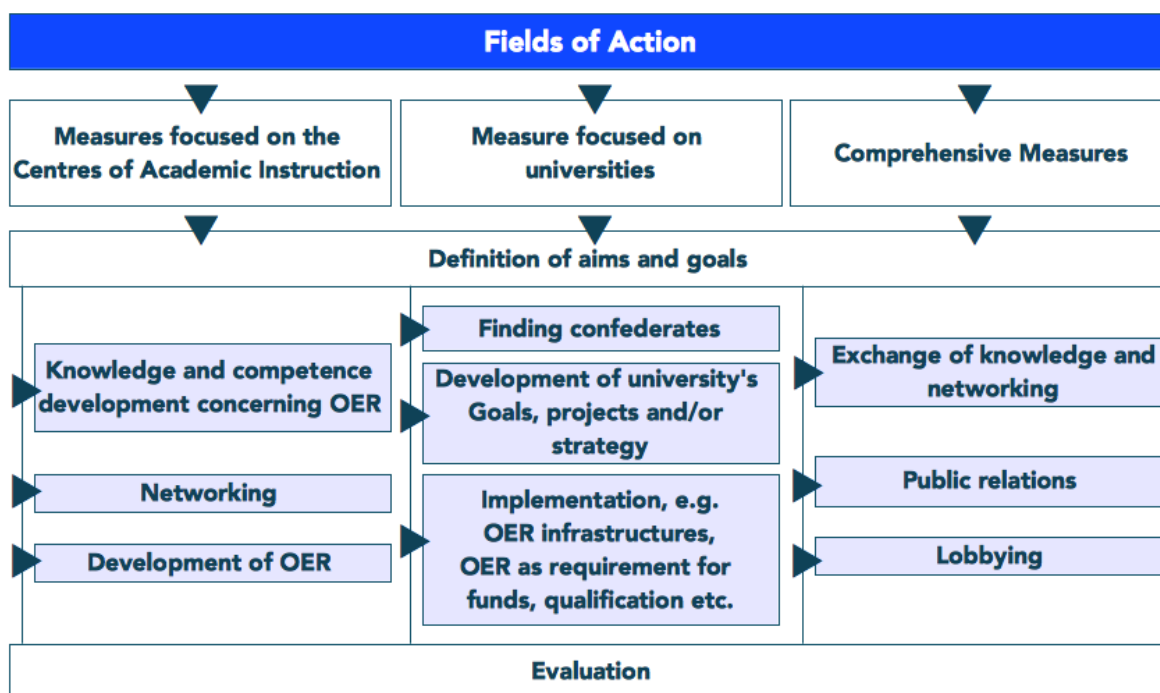 Fields of Action
Measures focused on the
Centres of Academic Instruction
Measure focused on
universities
Comprehensive Measures
Definition of aims and goals
Knowledge and competence
development concerning OER
Networking
Development of OER
Finding confederates
Development of university's
Goals, projects and/or
strategy
Implementation, e.g.
OER infrastructures,
OER as requirement for
funds, qualification etc.
Exchange of knowledge and
networking
Public relations
Lobbying
Evaluation